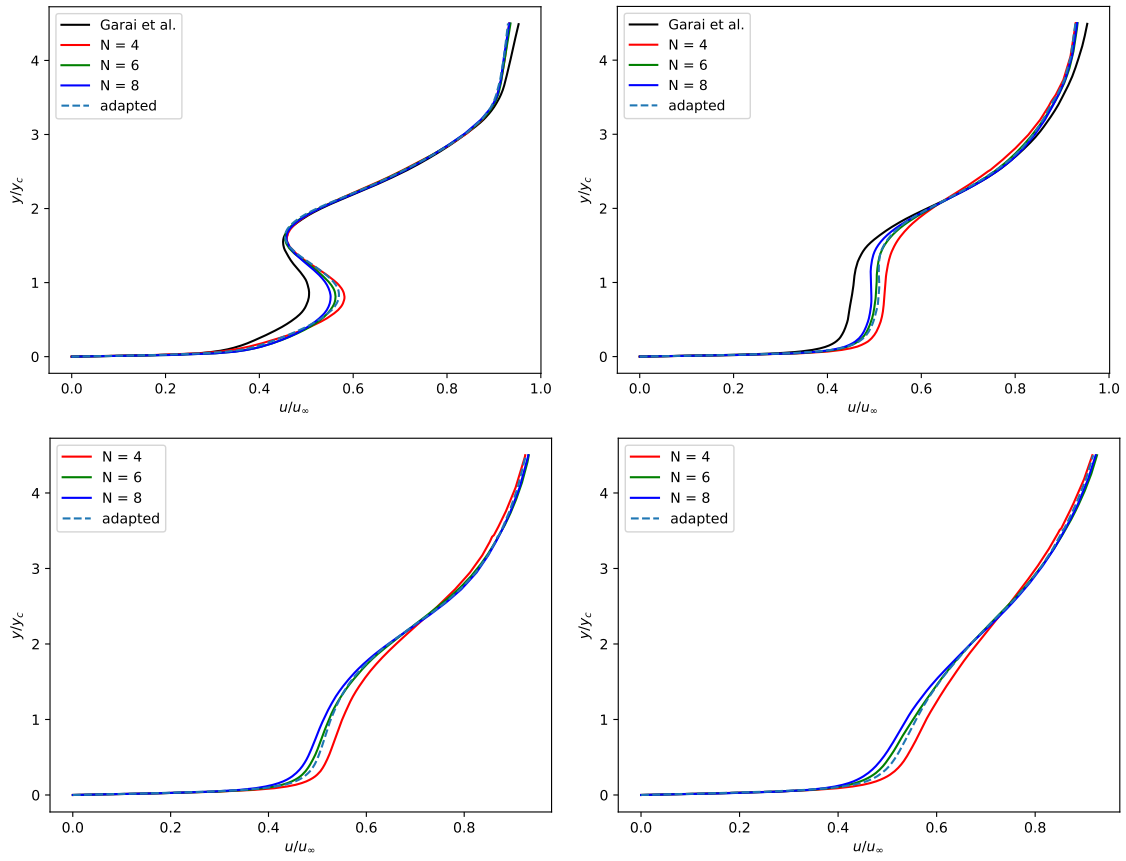 Garai et al.
N = 4
N = 6
N = 8
adapted
4
3
2
1
0
y/y_c
0.0 0.2 0.4 0.6 0.8 1.0
u/u_∞
Garai et al.
N = 4
N = 6
N = 8
adapted
4
3
2
1
0
y/y_c
0.0 0.2 0.4 0.6 0.8 1.0
u/u_∞
N = 4
N = 6
N = 8
adapted
4
3
2
1
0
y/y_c
0.0 0.2 0.4 0.6 0.8
u/u_∞
N = 4
N = 6
N = 8
adapted
4
3
2
1
0
y/y_c
0.0 0.2 0.4 0.6 0.8
u/u_∞